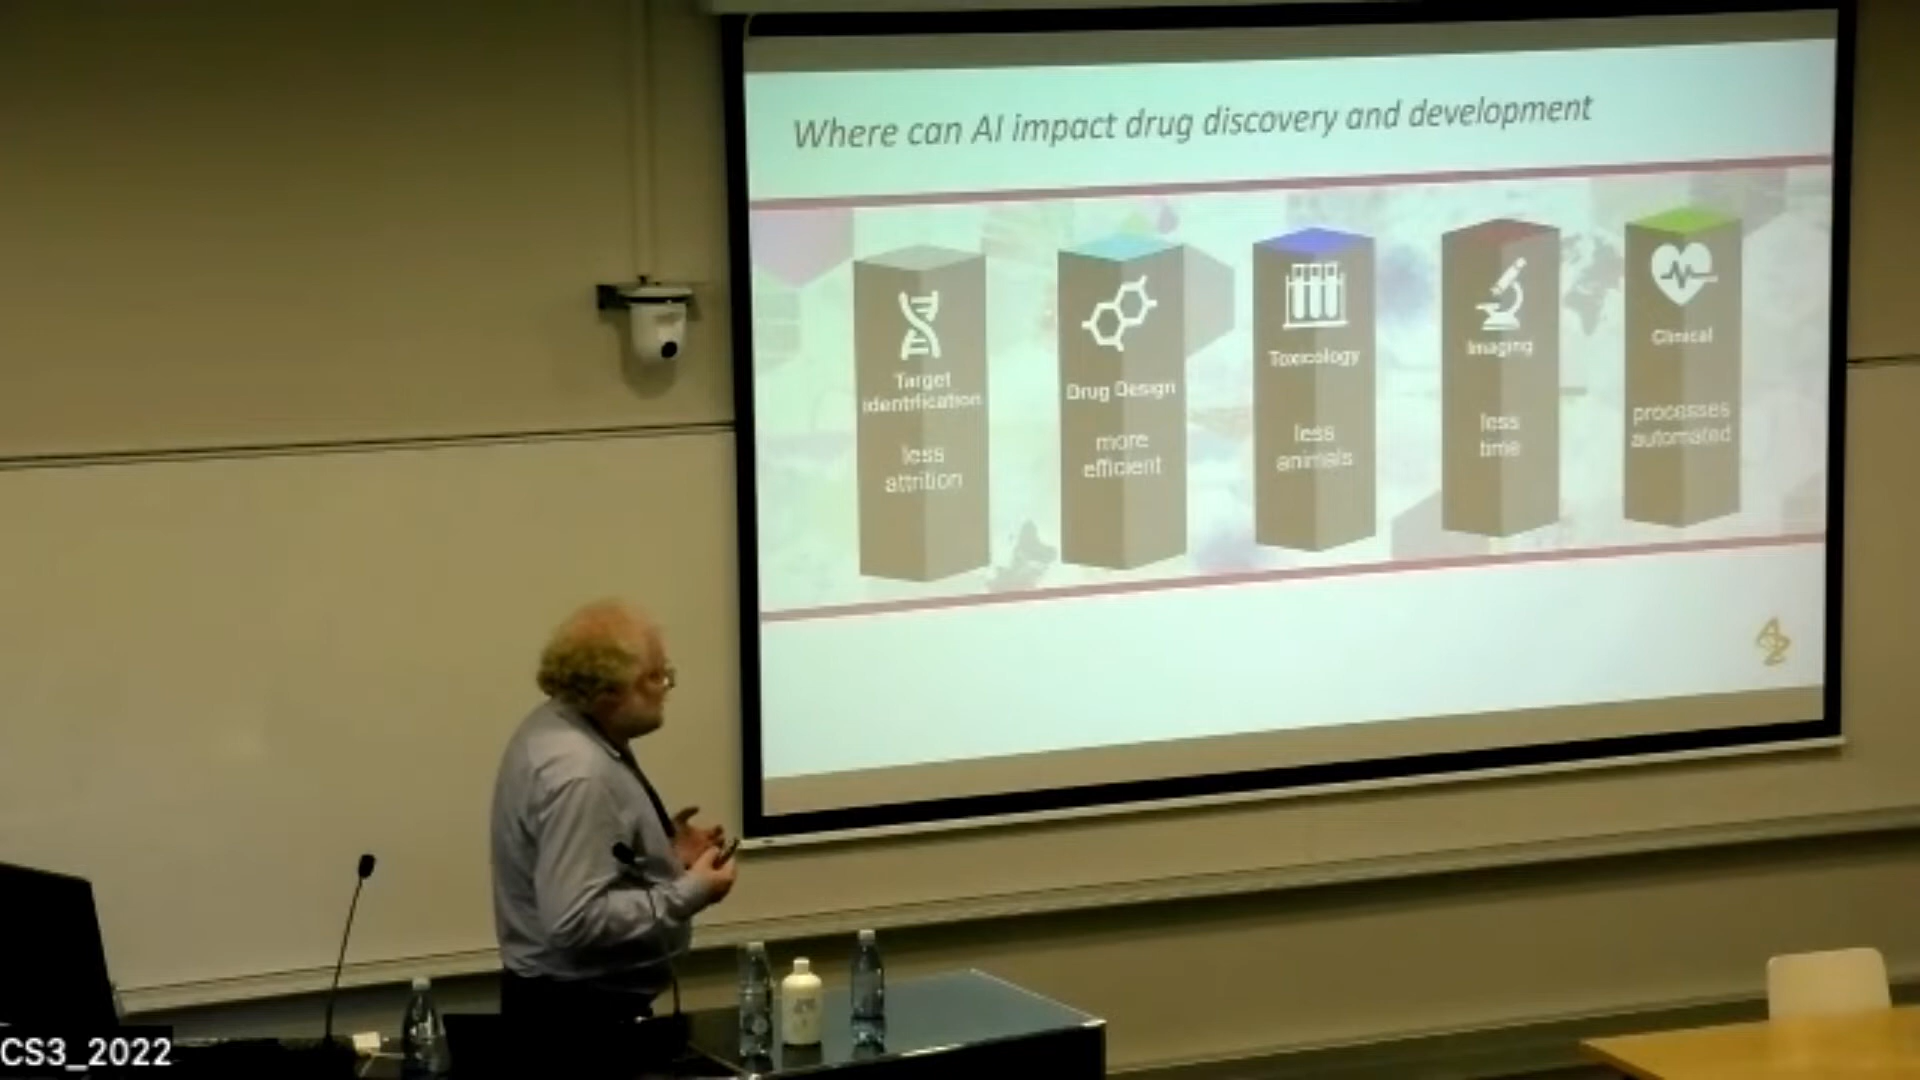 Where can AI impact drug discovery and development
Target
identification
less
attrition
Drug Design
more
efficient
Toxicology
less
animals
Imaging
less
time
Clinical
processes
automated
CS3_2022